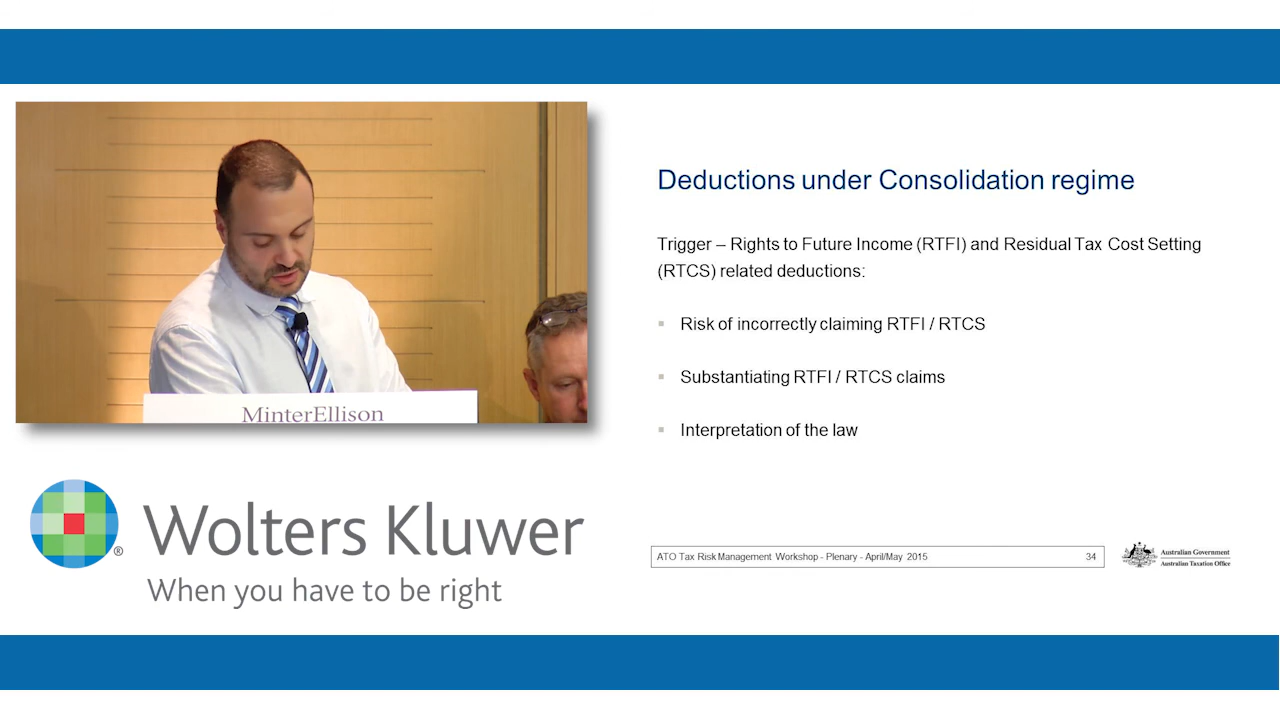 MinterEllison
Wolters Kluwer
®
When you have to be right
Deductions under Consolidation regime
Trigger – Rights to Future Income (RTFI) and Residual Tax Cost Setting
(RTCS) related deductions:
Risk of incorrectly claiming RTFI / RTCS
Substantiating RTFI / RTCS claims
Interpretation of the law
ATO Tax Risk Management Workshop - Plenary - April/May 2015 34
Australian Government
Australian Taxation Office